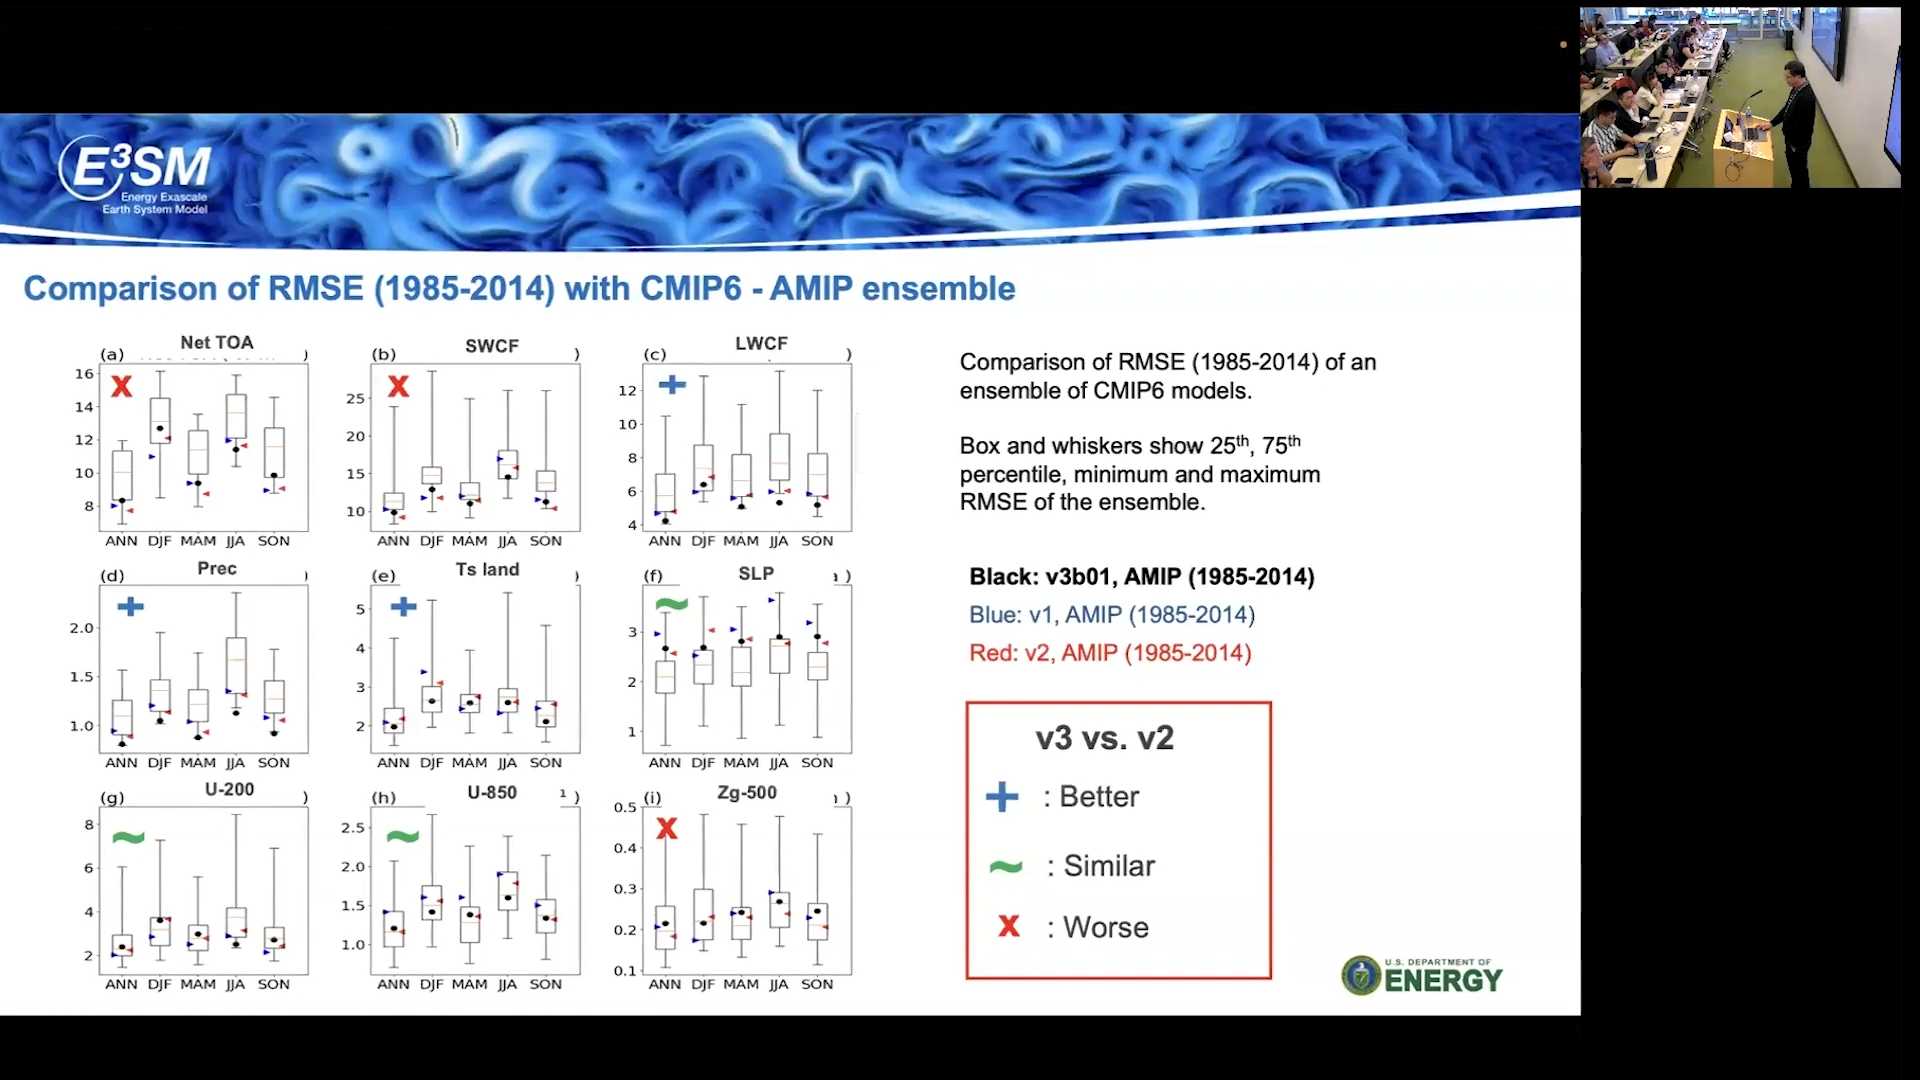 E³SM
Energy Exascale
Earth System Model
Comparison of RMSE (1985-2014) with CMIP6 - AMIP ensemble
(a) Net TOA )
16
14
12
10
8
ANN DJF MAM JJA SON
(b) SWCF )
25
20
15
10
ANN DJF MAM JJA SON
(c) LWCF )
12
10
8
6
4
ANN DJF MAM JJA SON
(d) Prec )
2.0
1.5
1.0
ANN DJF MAM JJA SON
(e) Ts land )
5
4
3
2
ANN DJF MAM JJA SON
(f) SLP )
3
2
1
ANN DJF MAM JJA SON
(g) U-200 )
8
6
4
2
ANN DJF MAM JJA SON
(h) U-850 ¹ )
2.5
2.0
1.5
1.0
ANN DJF MAM JJA SON
(i) Zg-500 )
0.5
0.4
0.3
0.2
0.1
ANN DJF MAM JJA SON
Comparison of RMSE (1985-2014) of an
ensemble of CMIP6 models.
Box and whiskers show 25th, 75th
percentile, minimum and maximum
RMSE of the ensemble.
Black: v3b01, AMIP (1985-2014)
Blue: v1, AMIP (1985-2014)
Red: v2, AMIP (1985-2014)
v3 vs. v2
+ : Better
~ : Similar
X : Worse
U.S. DEPARTMENT OF
ENERGY